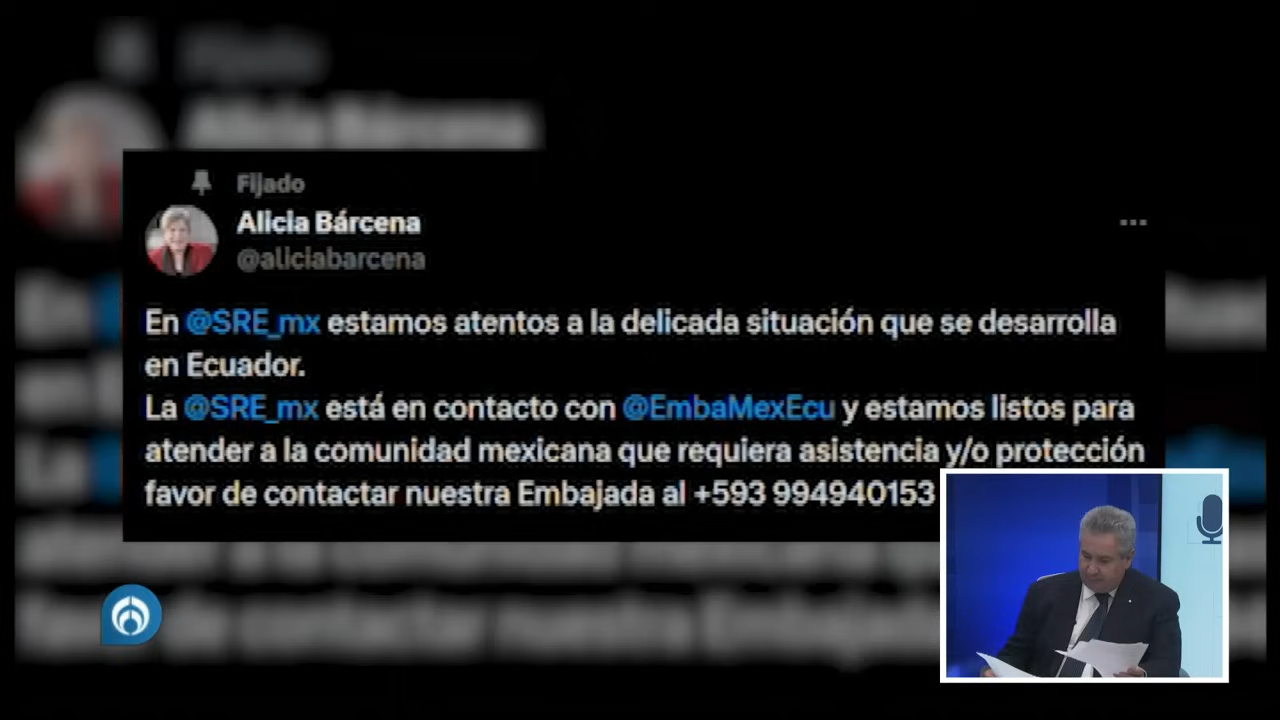 Fijado
Alicia Bárcena
@aliciabarcena
En @SRE_mx estamos atentos a la delicada situación que se desarrolla
en Ecuador.
La @SRE_mx está en contacto con @EmbaMexEcu y estamos listos para
atender a la comunidad mexicana que requiera asistencia y/o protección
favor de contactar nuestra Embajada al +593 994940153